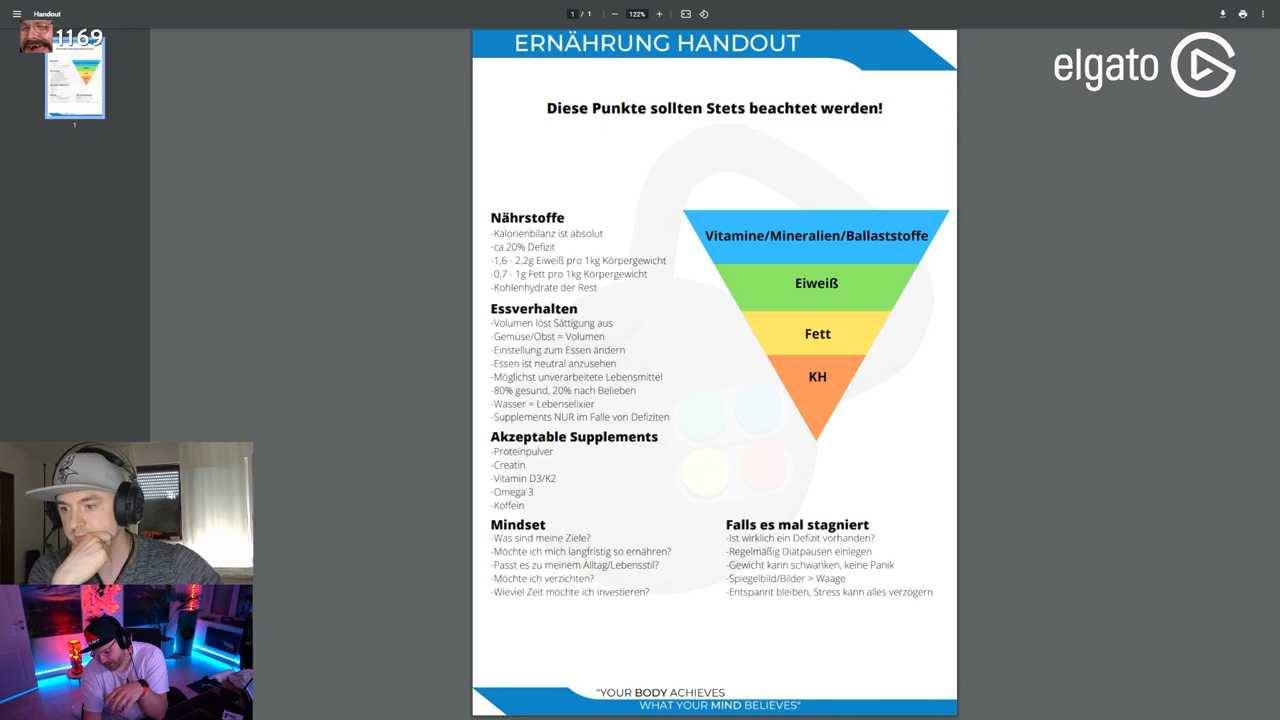 Handout
1 / 1
122%
1169
1
elgato
ERNÄHRUNG HANDOUT
Diese Punkte sollten Stets beachtet werden!
Nährstoffe
-Kalorienbilanz ist absolut
-ca 20% Defizit
-1,6 - 2,2g Eiweiß pro 1kg Körpergewicht
-0,7 - 1g Fett pro 1kg Körpergewicht
-Kohlenhydrate der Rest
Essverhalten
-Volumen löst Sättigung aus
-Gemüse/Obst = Volumen
-Einstellung zum Essen ändern
-Essen ist neutral anzusehen
-Möglichst unverarbeitete Lebensmittel
-80% gesund, 20% nach Belieben
-Wasser = Lebenselixier
-Supplements NUR im Falle von Defiziten
Akzeptable Supplements
-Proteinpulver
-Creatin
-Vitamin D3/K2
-Omega 3
-Koffein
Mindset
-Was sind meine Ziele?
-Möchte ich mich langfristig so ernähren?
-Passt es zu meinem Alltag/Lebensstil?
-Möchte ich verzichten?
-Wieviel Zeit möchte ich investieren?
Vitamine/Mineralien/Ballaststoffe
Eiweiß
Fett
KH
Falls es mal stagniert
-Ist wirklich ein Defizit vorhanden?
-Regelmäßig Diätpausen einlegen
-Gewicht kann schwanken, keine Panik
-Spiegelbild/Bilder > Waage
-Entspannt bleiben, Stress kann alles verzögern
"YOUR BODY ACHIEVES
WHAT YOUR MIND BELIEVES"